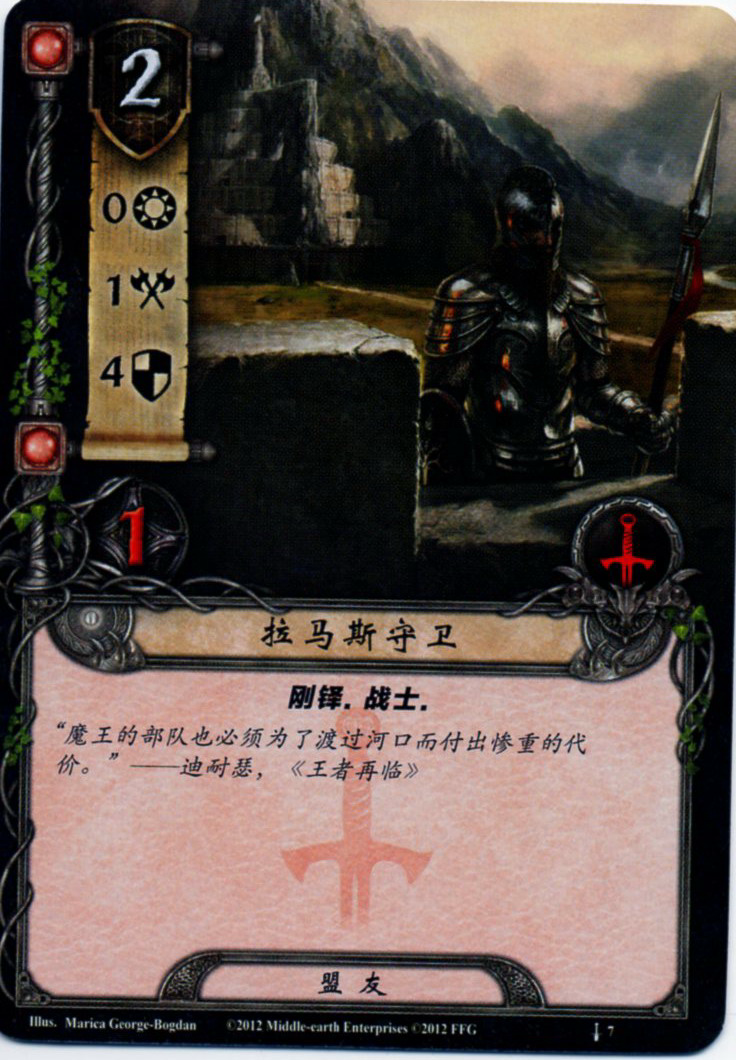 2
0
1
4
1
拉马斯守卫
刚铎. 战士.
“魔王的部队也必须为了渡过河口而付出惨重的代
价。”——迪耐瑟，《王者再临》
盟友
Illus. Marica George-Bogdan ©2012 Middle-earth Enterprises ©2012 FFG 7